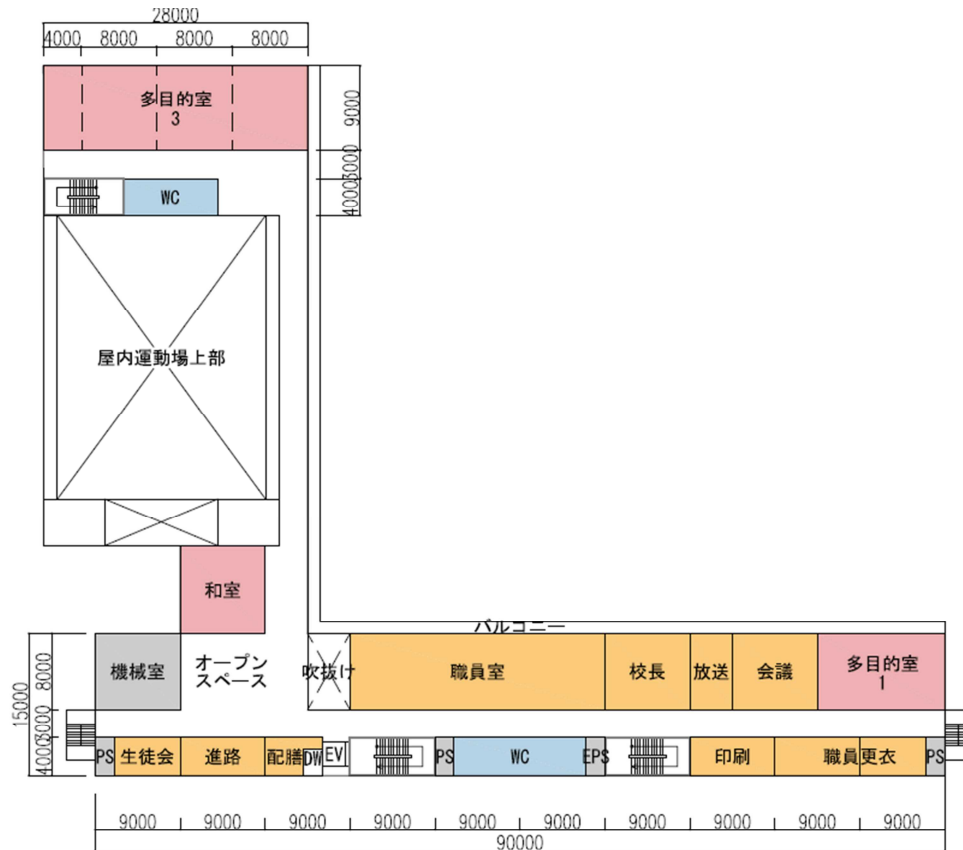 28000
4000 8000 8000 8000
多目的室
3
9000
3000
4000
WC
屋内運動場上部
和室
バルコニー
機械室
オープン
スペース
吹抜け
職員室
校長
放送
会議
多目的室
1
15000
8000
3000
4000
PS
生徒会
進路
配膳
DW
EV
PS
WC
EPS
印刷
職員更衣
PS
9000 9000 9000 9000 9000 9000 9000 9000 9000 9000
90000